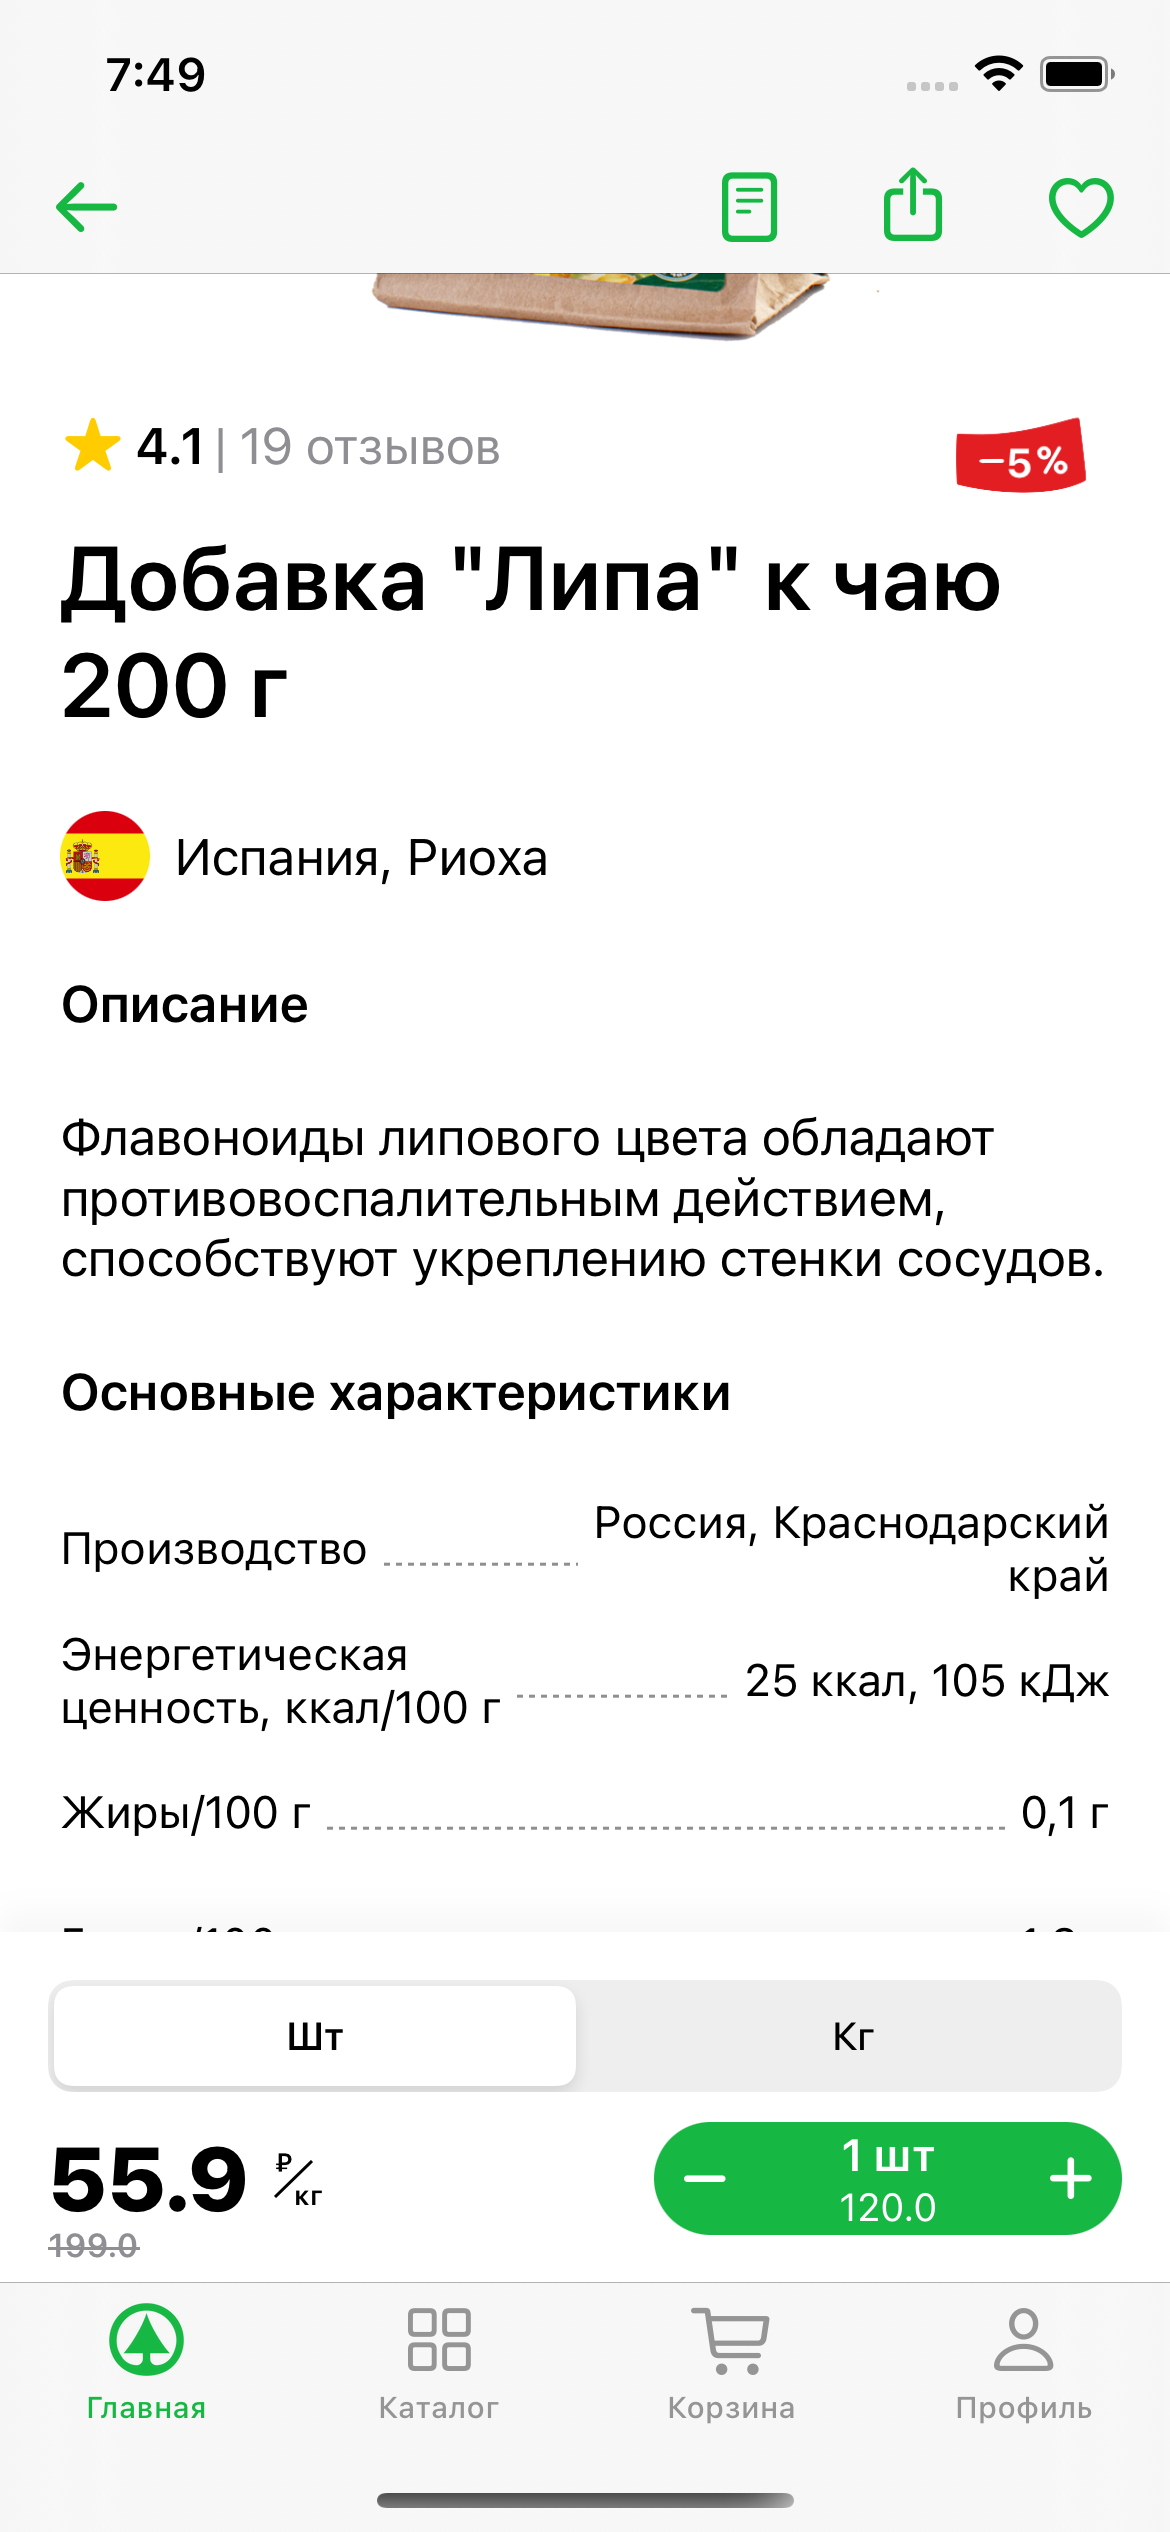 7:49
4.1 | 19 отзывов
–5%
Добавка "Липа" к чаю
200 г
Испания, Риоха
Описание
Флавоноиды липового цвета обладают
противовоспалительным действием,
способствуют укреплению стенки сосудов.
Основные характеристики
Производство
Россия, Краснодарский
край
Энергетическая
ценность, ккал/100 г
25 ккал, 105 кДж
Жиры/100 г
0,1 г
Шт
Кг
55.9 ₽/кг
199.0
1 шт
120.0
Главная
Каталог
Корзина
Профиль